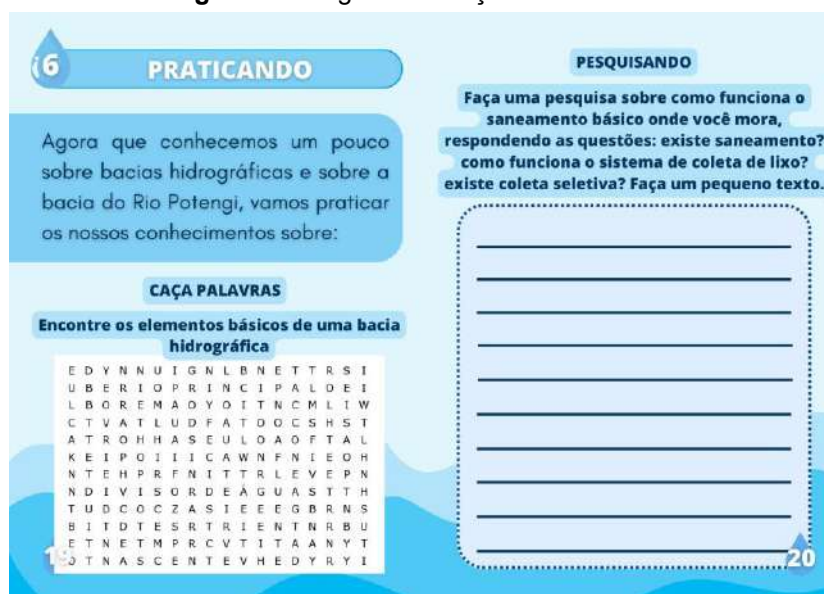 6
PRATICANDO
Agora que conhecemos um pouco
sobre bacias hidrográficas e sobre a
bacia do Rio Potengi, vamos praticar
os nossos conhecimentos sobre:
CAÇA PALAVRAS
Encontre os elementos básicos de uma bacia
hidrográfica
E D Y N N U I G N L B N E T T R S I
U B E R I O P R I N C I P A L O E I
L B O R E M A D Y O I T N C M L I W
C T V A T L U D F A T O O C S H S T
A T R O H H A S E U L O A O F T A L
K E I P O I I I C A W N F N I E O H
N T E H P R F N I T T R L E V E P N
N D I V I S O R D E Á G U A S T T H
T U D C O C Z A S I E E E G B R N S
B I T D T E S R T R I E N T N R B U
E T N E T M P R C V T I T A A N Y T
T N A S C E N T E V H E D Y R Y I
19
PESQUISANDO
Faça uma pesquisa sobre como funciona o
saneamento básico onde você mora,
respondendo as questões: existe saneamento?
como funciona o sistema de coleta de lixo?
existe coleta seletiva? Faça um pequeno texto.
20